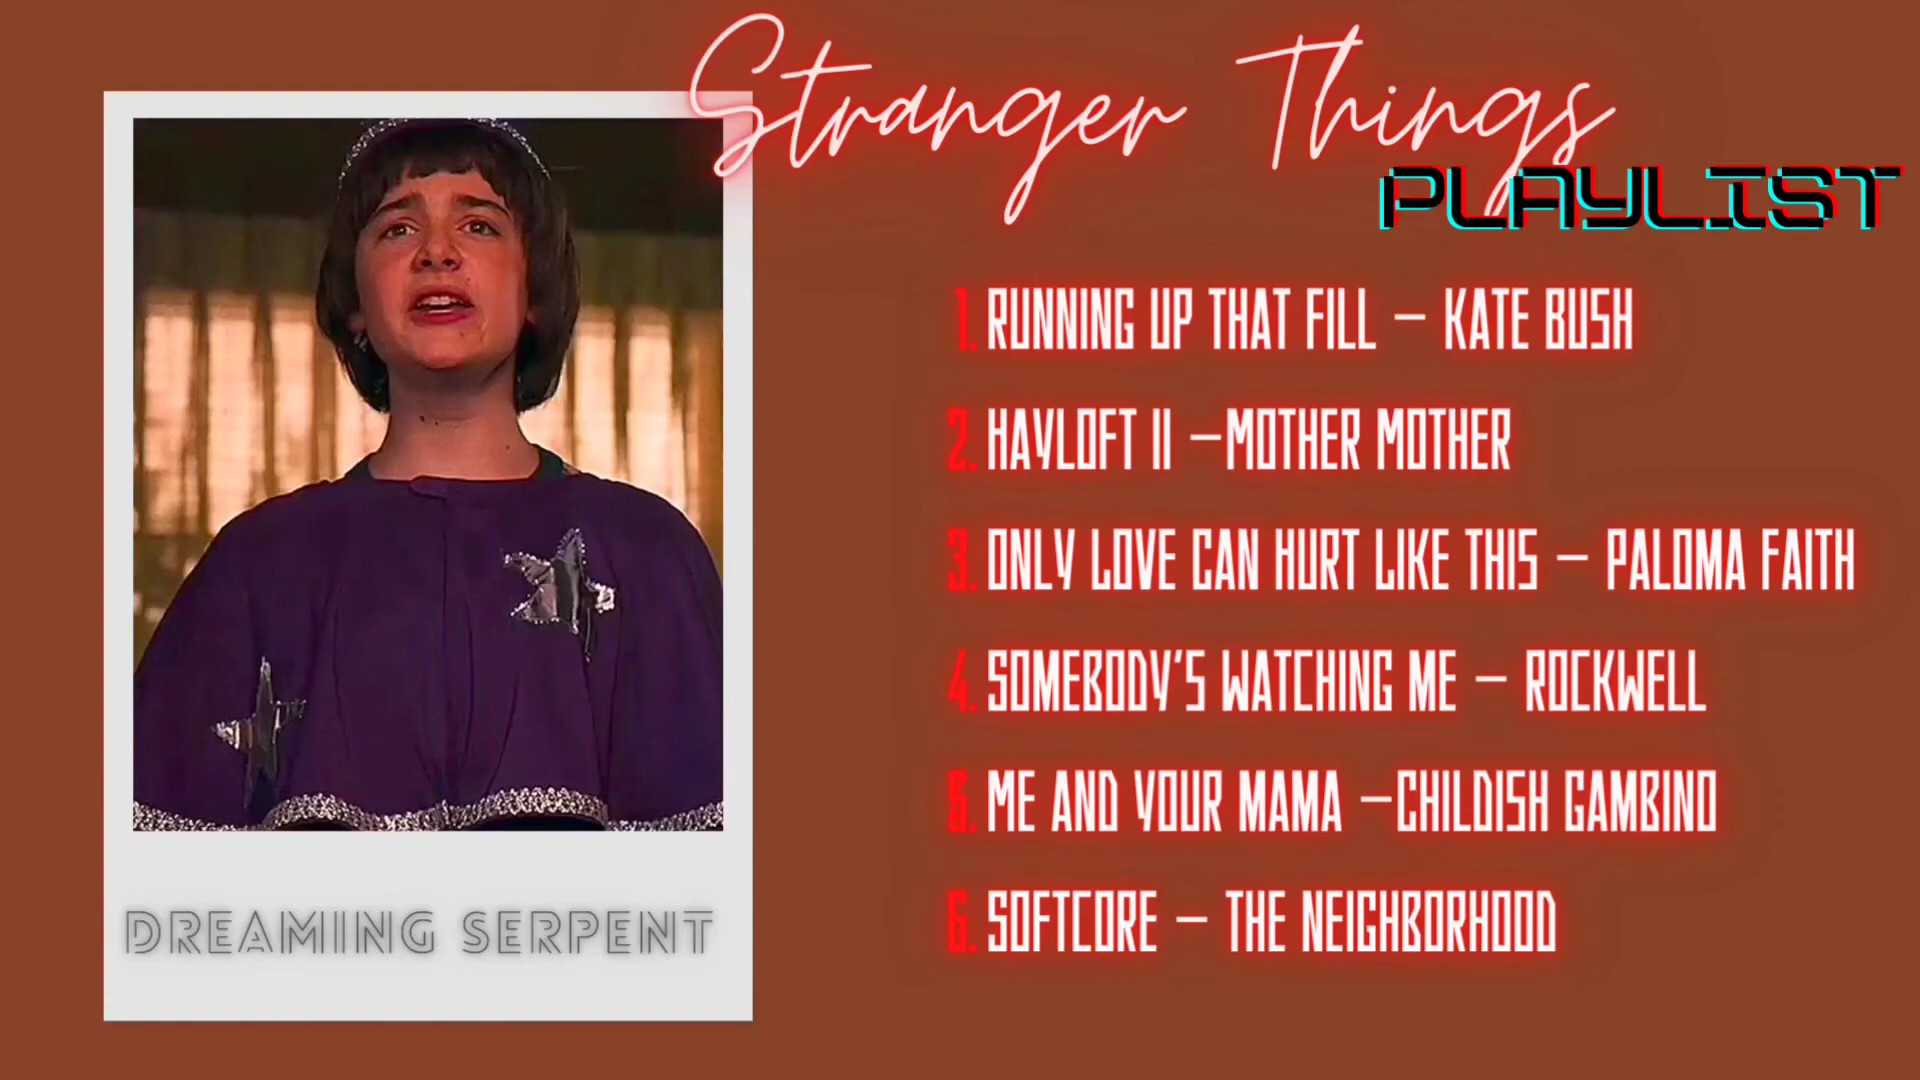 Stranger Things
PLAYLIST
1. RUNNING UP THAT FILL – KATE BUSH
2. HAYLOFT II –MOTHER MOTHER
3. ONLY LOVE CAN HURT LIKE THIS – PALOMA FAITH
4. SOMEBODY'S WATCHING ME – ROCKWELL
5. ME AND YOUR MAMA –CHILDISH GAMBINO
6. SOFTCORE – THE NEIGHBORHOOD
DREAMING SERPENT